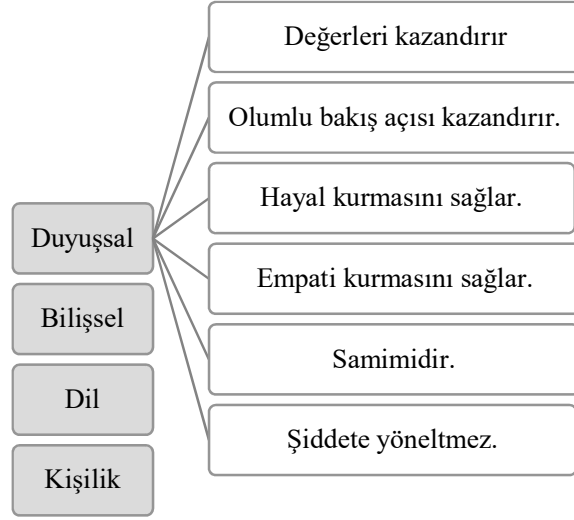 Duyuşsal
Bilişsel
Dil
Kişilik
Değerleri kazandırır
Olumlu bakış açısı kazandırır.
Hayal kurmasını sağlar.
Empati kurmasını sağlar.
Samimidir.
Şiddete yöneltmez.